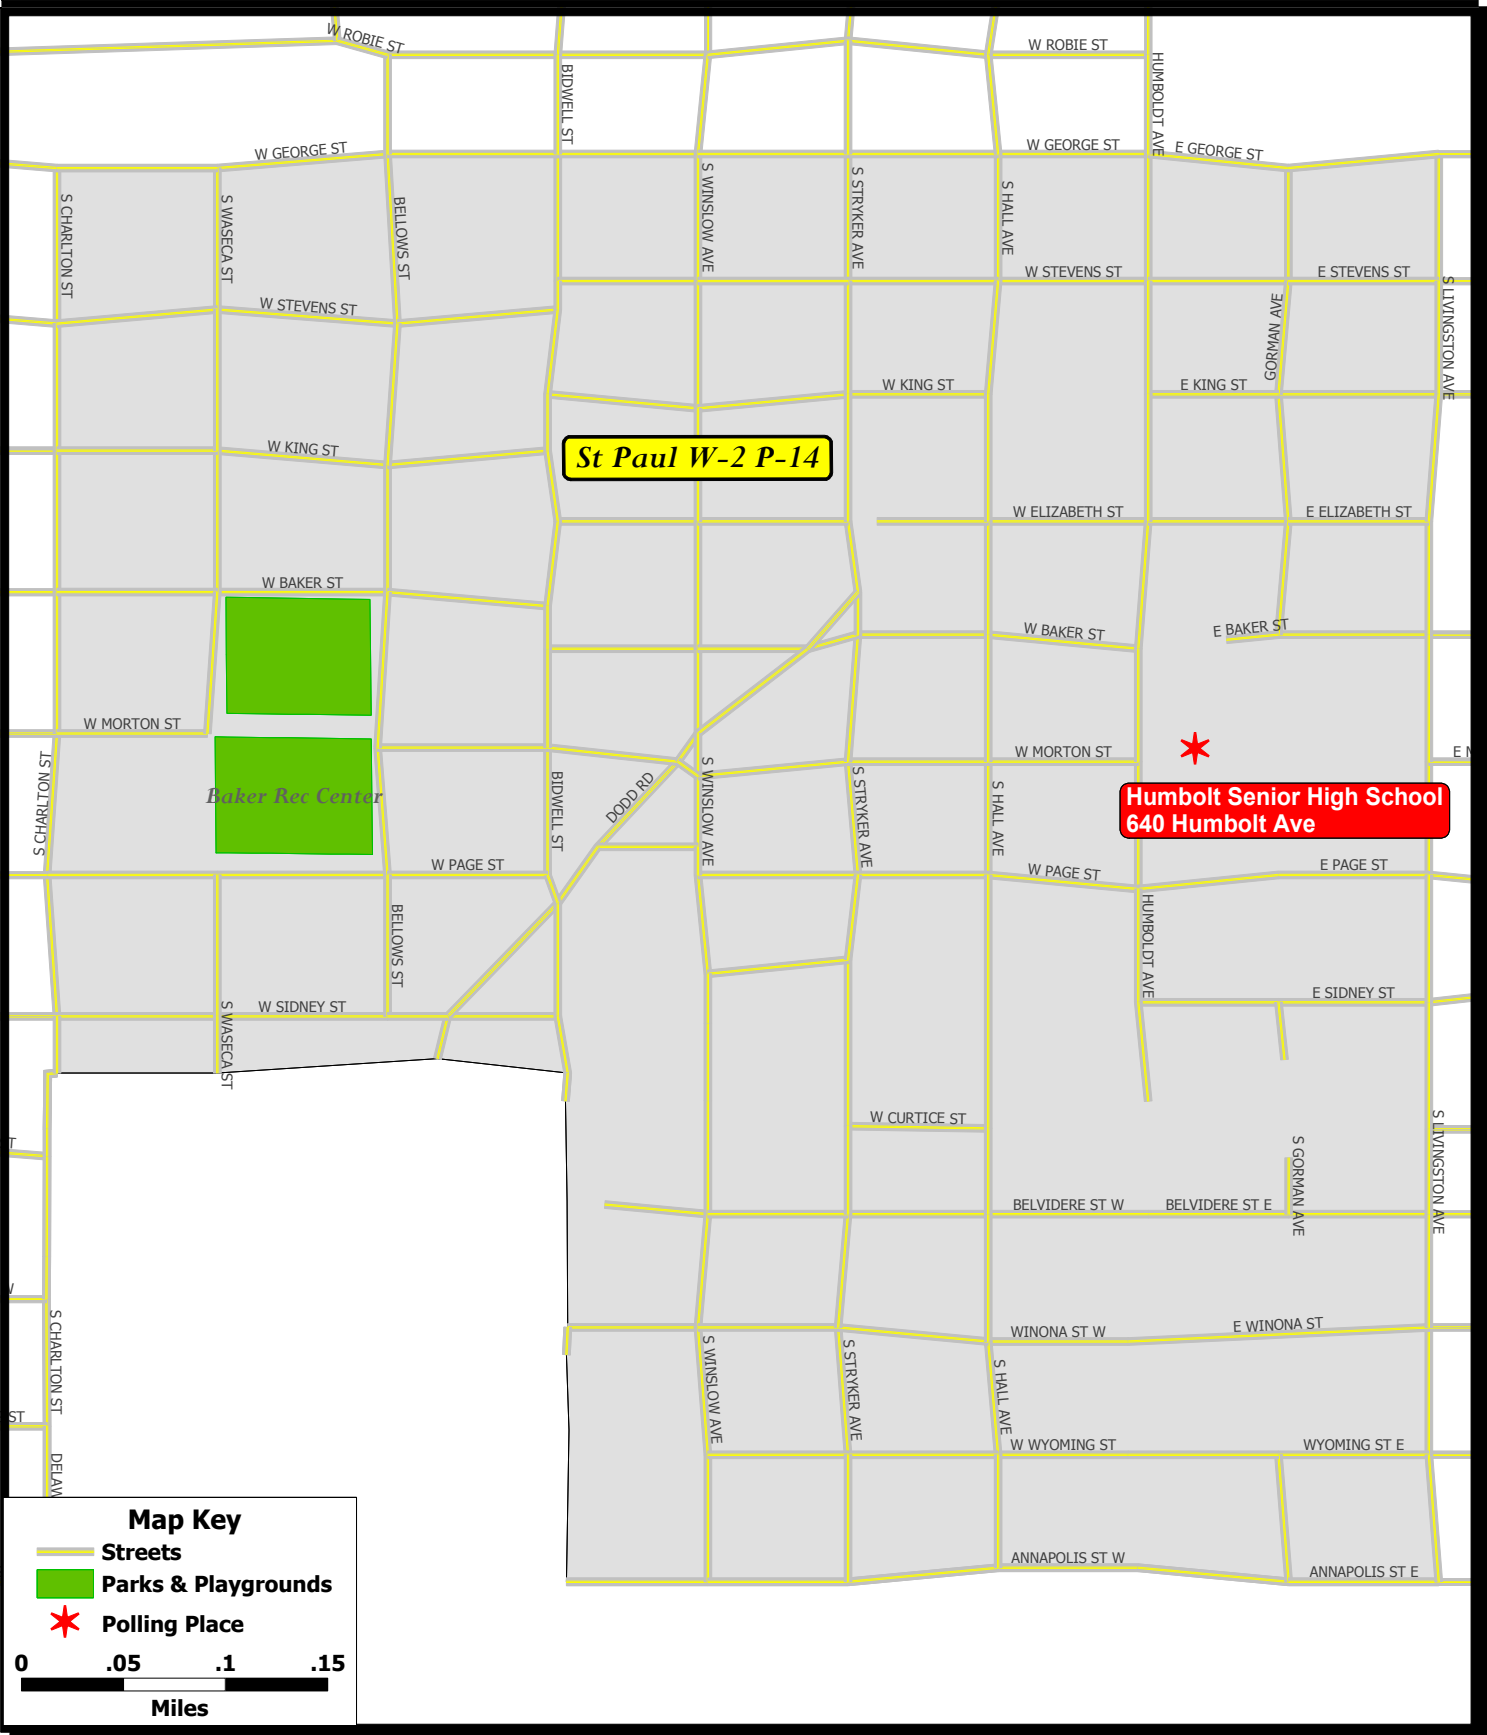 W ROBIE ST
W ROBIE ST
BIDWELL ST
HUMBOLDT AVE
W GEORGE ST
W GEORGE ST
E GEORGE ST
S CHARLTON ST
S WASECA ST
BELLOWS ST
S WINSLOW AVE
S STRYKER AVE
S HALL AVE
W STEVENS ST
E STEVENS ST
W STEVENS ST
GORMAN AVE
S LIVINGSTON AVE
W KING ST
E KING ST
W KING ST
St Paul W-2 P-14
W ELIZABETH ST
E ELIZABETH ST
W BAKER ST
W BAKER ST
E BAKER ST
W MORTON ST
W MORTON ST
E
S CHARLTON ST
Baker Rec Center
BIDWELL ST
DODD RD
S WINSLOW AVE
S STRYKER AVE
S HALL AVE
Humbolt Senior High School
640 Humbolt Ave
W PAGE ST
W PAGE ST
E PAGE ST
BELLOWS ST
HUMBOLDT AVE
W SIDNEY ST
E SIDNEY ST
S WASECA ST
W CURTICE ST
S LIVINGSTON AVE
S GORMAN AVE
T
BELVIDERE ST W
BELVIDERE ST E
S CHARLTON ST
WINONA ST W
E WINONA ST
S WINSLOW AVE
S STRYKER AVE
S HALL AVE
ST
W WYOMING ST
WYOMING ST E
DELAW
ANNAPOLIS ST W
ANNAPOLIS ST E
Map Key
Streets
Parks & Playgrounds
Polling Place
0 .05 .1 .15
Miles